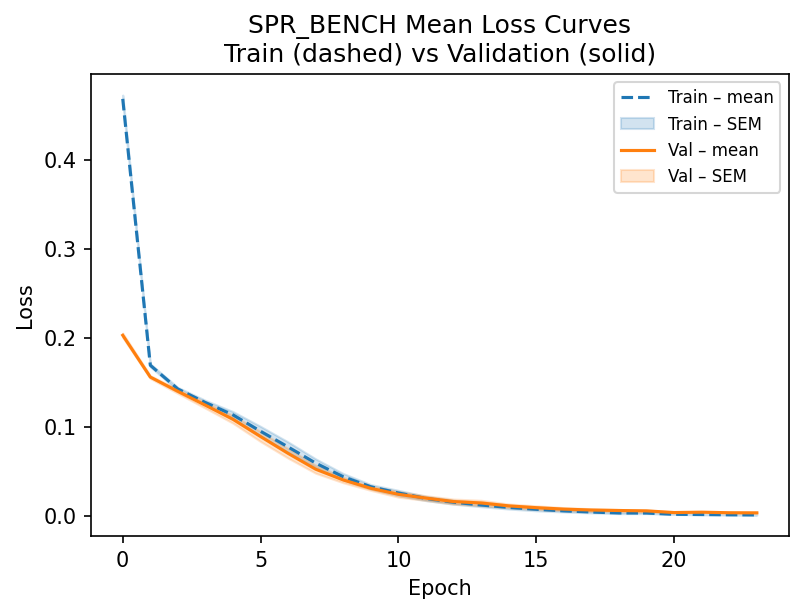 SPR_BENCH Mean Loss Curves
Train (dashed) vs Validation (solid)
Train – mean
Train – SEM
Val – mean
Val – SEM
Loss
0.4
0.3
0.2
0.1
0.0
0 5 10 15 20
Epoch